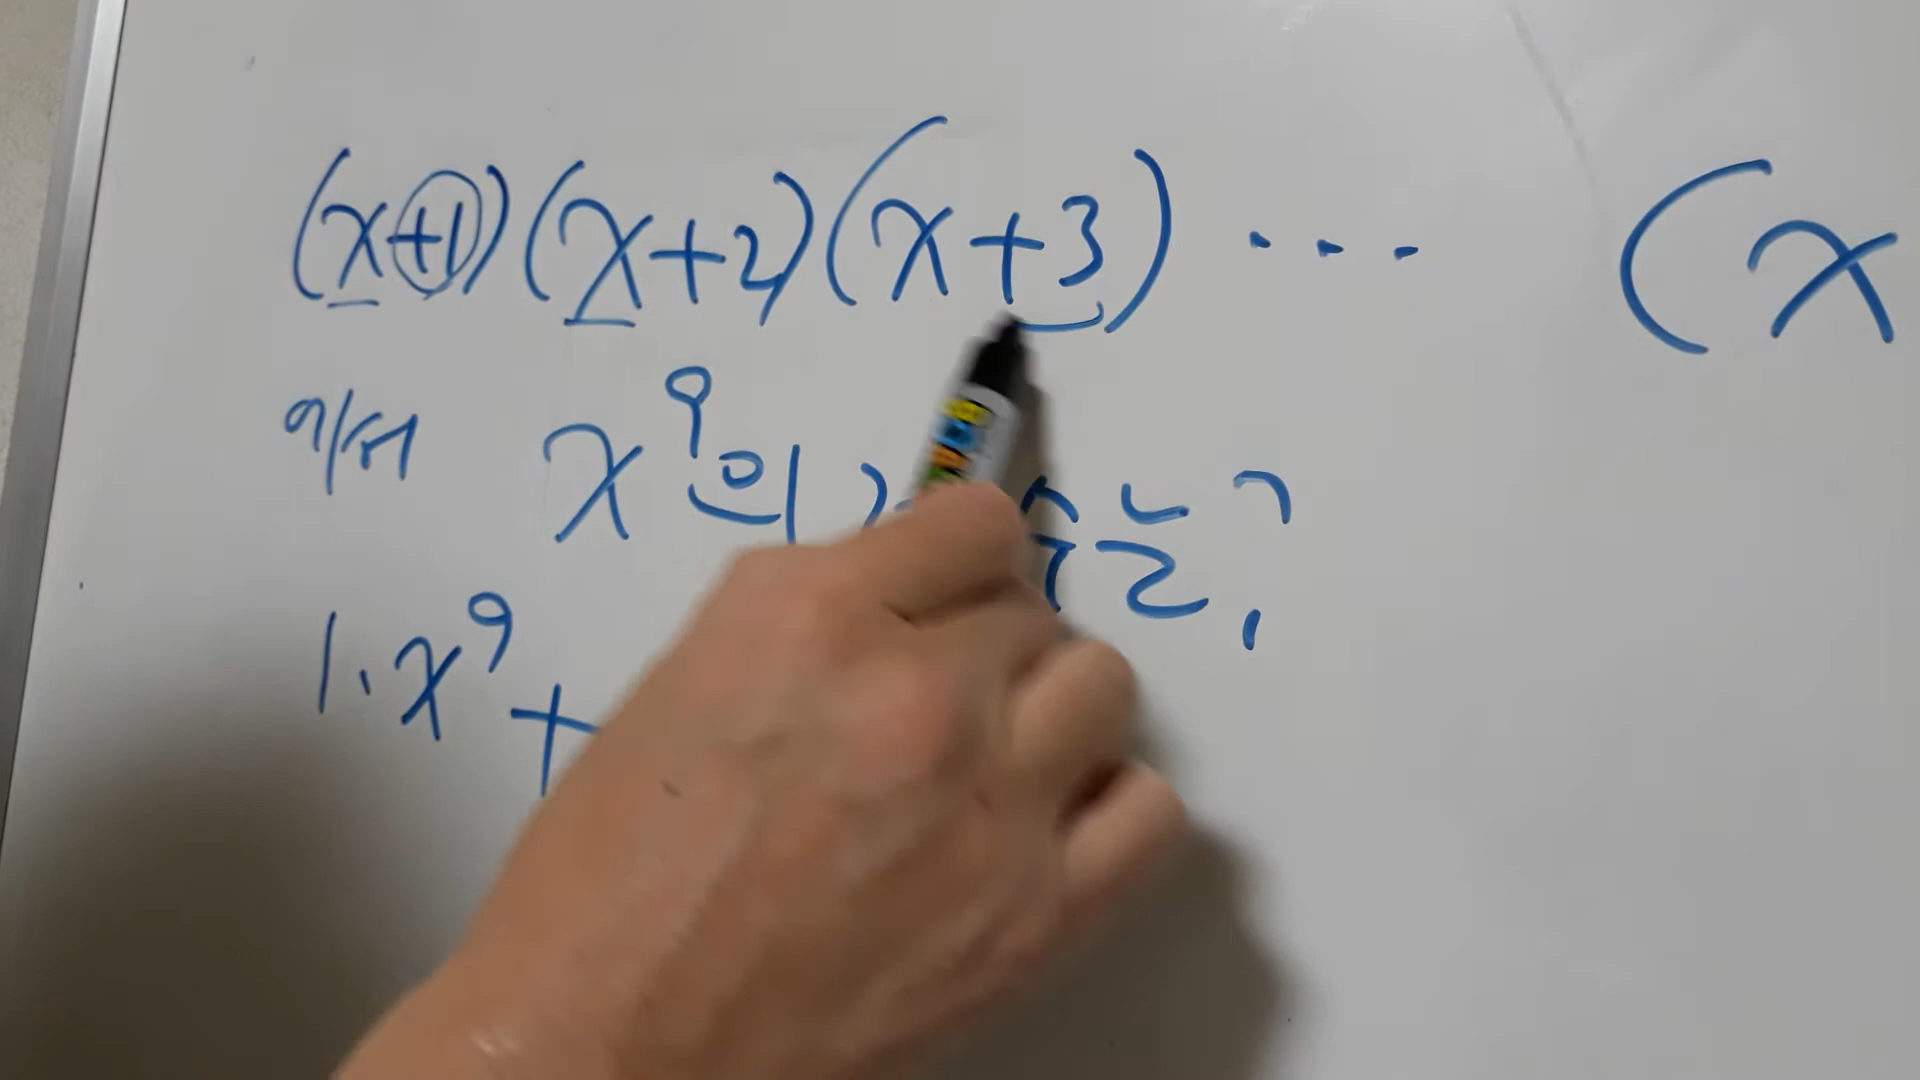 (x+1)(x+2)(x+3) ··· (x
에서 x⁹의
1·x⁹+